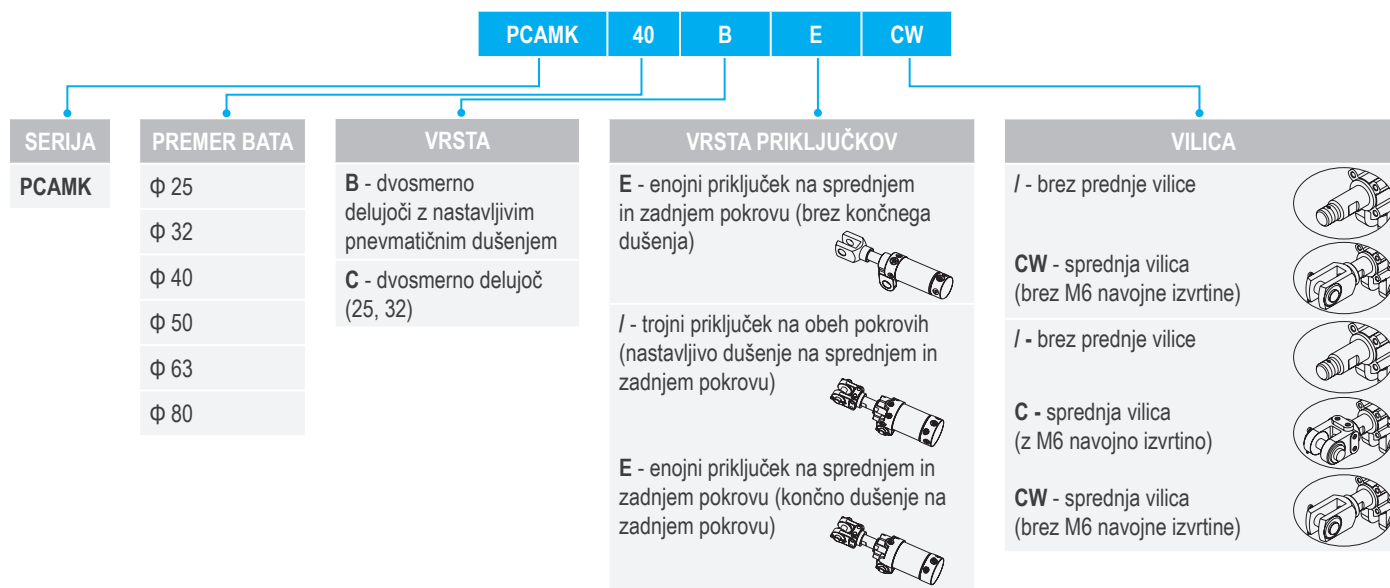 PCAMK 40 B E CW
SERIJA
PCAMK
PREMER BATA
Φ 25
Φ 32
Φ 40
Φ 50
Φ 63
Φ 80
VRSTA
B - dvosmerno
delujoči z nastavljivim
pnevmatičnim dušenjem
C - dvosmerno delujoč
(25, 32)
VRSTA PRIKLJUČKOV
E - enojni priključek na sprednjem
in zadnjem pokrovu (brez končnega
dušenja)
/ - trojni priključek na obeh pokrovih
(nastavljivo dušenje na sprednjem in
zadnjem pokrovu)
E - enojni priključek na sprednjem in
zadnjem pokrovu (končno dušenje na
zadnjem pokrovu)
VILICA
/ - brez prednje vilice
CW - sprednja vilica
(brez M6 navojne izvrtine)
/ - brez prednje vilice
C - sprednja vilica
(z M6 navojno izvrtino)
CW - sprednja vilica
(brez M6 navojne izvrtine)